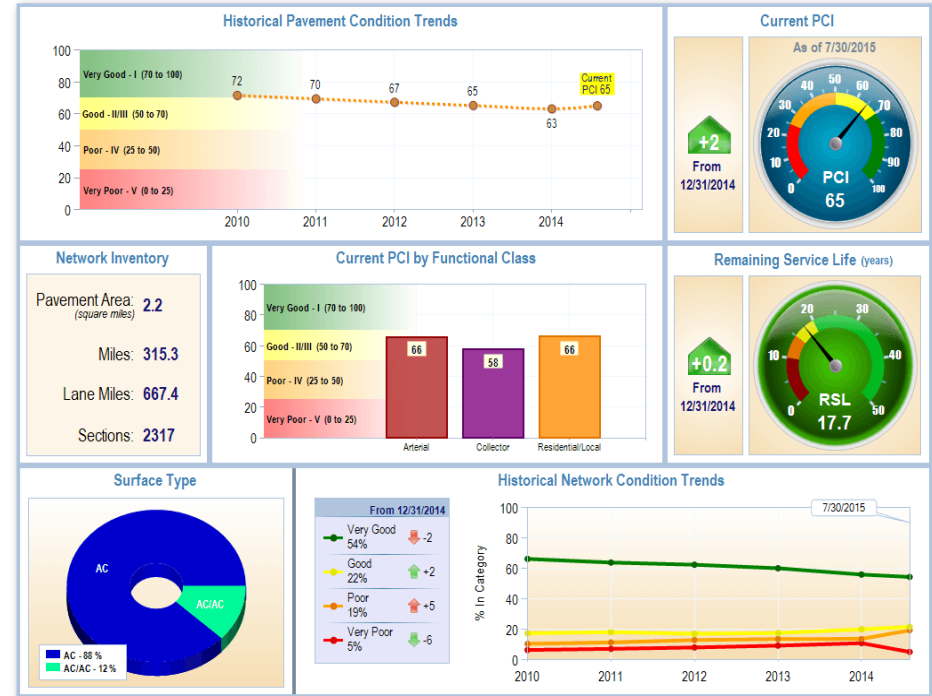 Historical Pavement Condition Trends
100
80
60
40
20
0
Very Good - I (70 to 100)
Good - II/III (50 to 70)
Poor - IV (25 to 50)
Very Poor - V (0 to 25)
72
70
67
65
63
Current
PCI 65
2010
2011
2012
2013
2014
Current PCI
+2
From
12/31/2014
As of 7/30/2015
0
10
20
30
40
50
60
70
80
90
100
PCI
65
Network Inventory
Pavement Area: 2.2
(square miles)
Miles: 315.3
Lane Miles: 667.4
Sections: 2317
Current PCI by Functional Class
100
80
60
40
20
0
Very Good - I (70 to 100)
Good - II/III (50 to 70)
Poor - IV (25 to 50)
Very Poor - V (0 to 25)
66
58
66
Arterial
Collector
Residential/Local
Remaining Service Life (years)
+0.2
From
12/31/2014
0
10
20
30
40
50
RSL
17.7
Surface Type
AC
AC/AC
AC - 88 %
AC/AC - 12 %
Historical Network Condition Trends
From 12/31/2014
Very Good
54%
-2
Good
22%
+2
Poor
19%
+5
Very Poor
5%
-6
% In Category
100
80
60
40
20
0
7/30/2015
2010
2011
2012
2013
2014